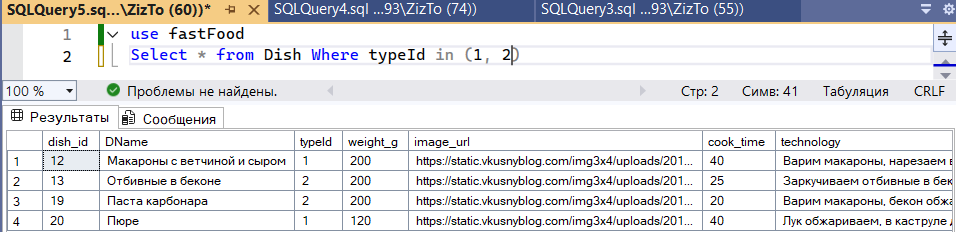 SQLQuery5.sq...\ZizTo (60))* SQLQuery4.sql ...93\ZizTo (74)) SQLQuery3.sql ...93\ZizTo (55))
1 use fastFood
2 Select * from Dish Where typeId in (1, 2)
100 % Проблемы не найдены. Стр: 2 Симв: 41 Табуляция CRLF
Результаты Сообщения
dish_id DName typeId weight_g image_url cook_time technology
1 12 Макароны с ветчиной и сыром 1 200 https://static.vkusnyblog.com/img3x4/uploads/201... 40 Варим макароны, нарезаем в
2 13 Отбивные в беконе 2 200 https://static.vkusnyblog.com/img3x4/uploads/201... 25 Заркучиваем отбивные в бек
3 19 Паста карбонара 2 200 https://static.vkusnyblog.com/img3x4/uploads/201... 20 Варим макароны, бекон обжа
4 20 Пюре 1 120 https://static.vkusnyblog.com/img3x4/uploads/201... 40 Лук обжариваем, в каструле д